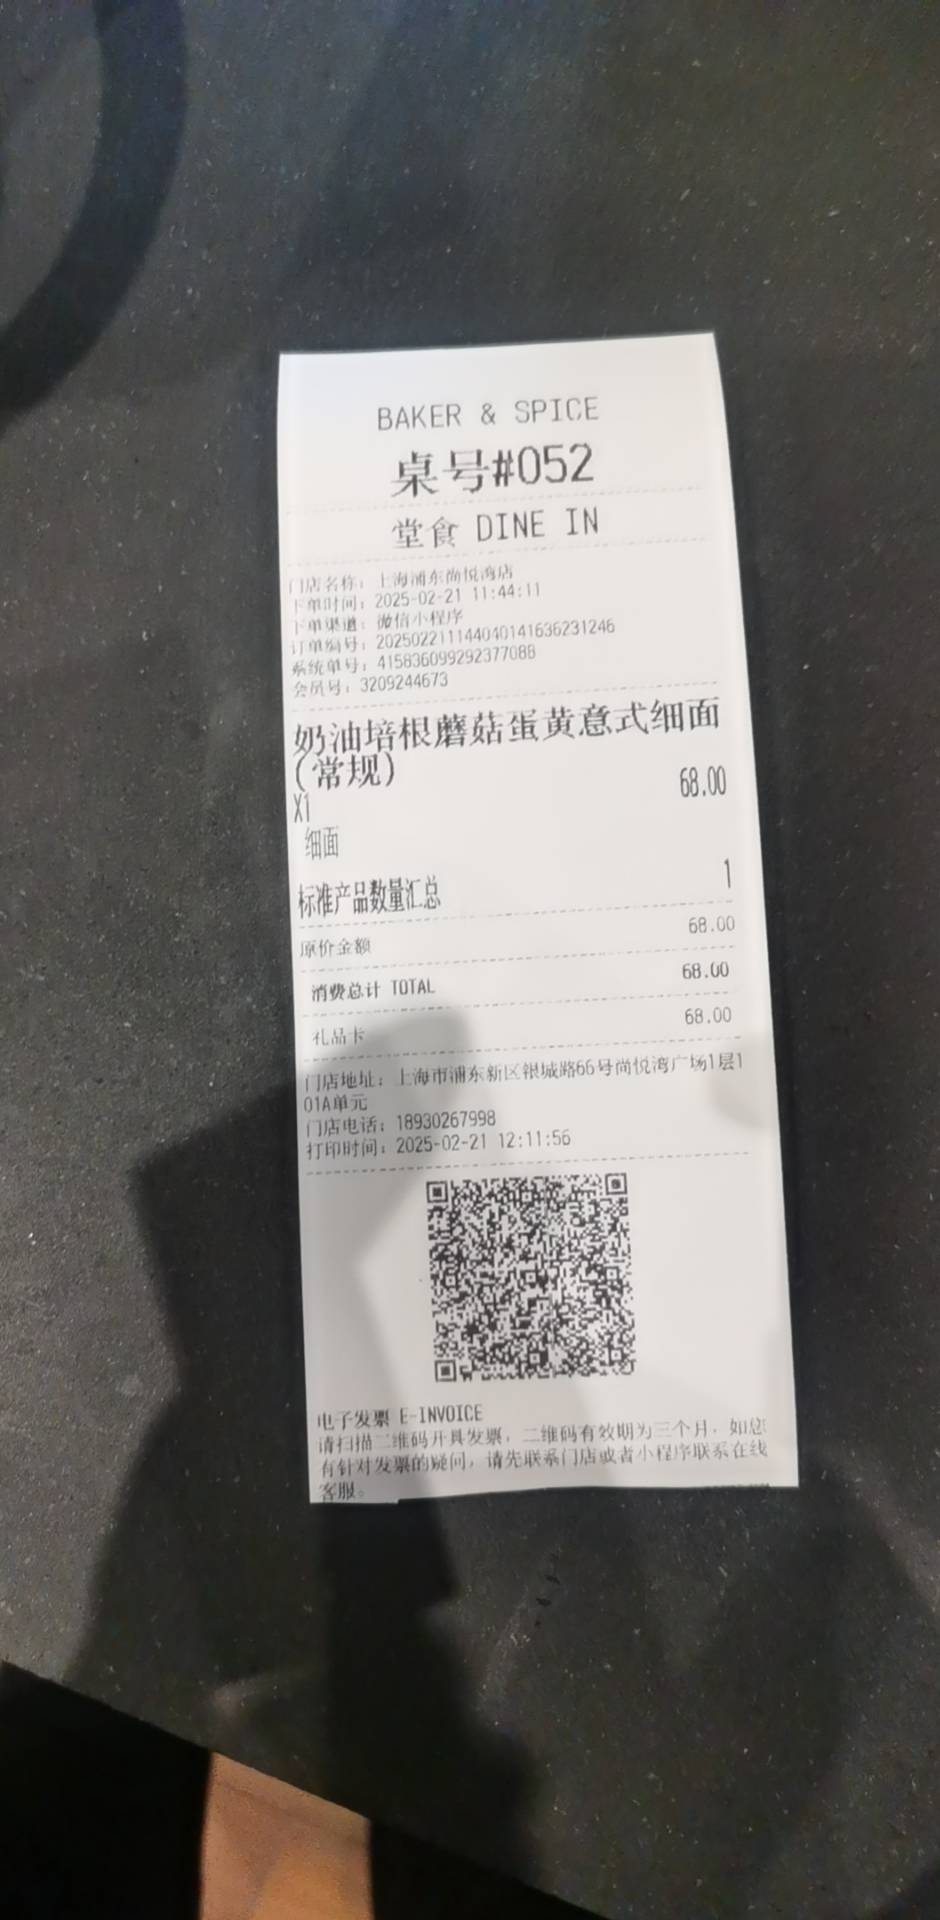 BAKER & SPICE
桌号#052
堂食 DINE IN
门店名称：上海浦东尚悦湾店
下单时间：2025-02-21 11:44:11
下单渠道：微信小程序
订单编号：20250221114404014163623​1246
系统单号：415836099292377088
会员号：3209244673
奶油培根蘑菇蛋黄意式细面
(常规)
X1 68.00
细面
标准产品数量汇总 1
原价金额 68.00
消费总计 TOTAL 68.00
礼品卡 68.00
门店地址：上海市浦东新区银城路66号尚悦湾广场1层1
01A单元
门店电话：18930267998
打印时间：2025-02-21 12:11:56
电子发票 E-INVOICE
请扫描二维码开具发票，二维码有效期为三个月，如您
有针对发票的疑问，请先联系门店或者小程序联系在线
客服。